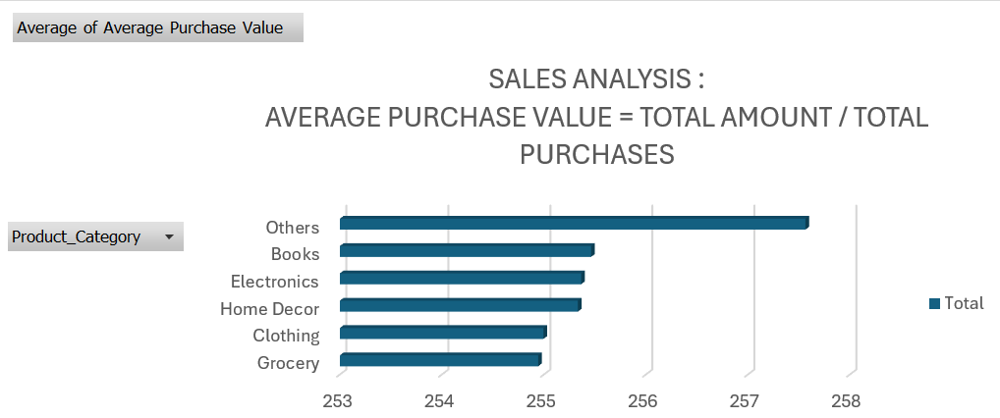 Average of Average Purchase Value
SALES ANALYSIS :
AVERAGE PURCHASE VALUE = TOTAL AMOUNT / TOTAL
PURCHASES
Product_Category
Others
Books
Electronics
Home Decor
Clothing
Grocery
Total
253 254 255 256 257 258